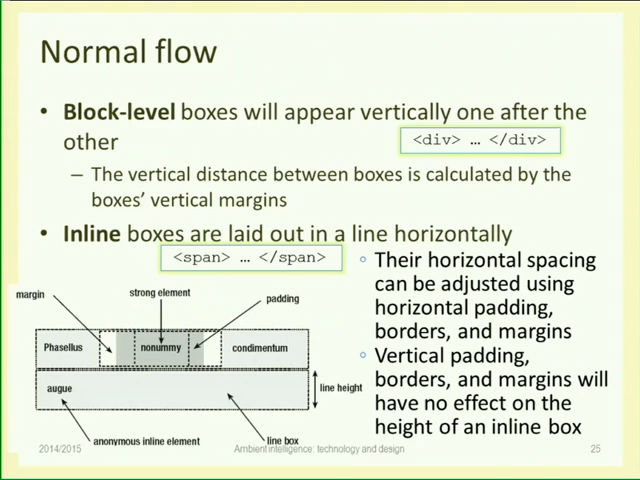 Normal flow
• Block-level boxes will appear vertically one after the
other
<div> … </div>
– The vertical distance between boxes is calculated by the
boxes' vertical margins
• Inline boxes are laid out in a line horizontally
<span> … </span>
◦ Their horizontal spacing
can be adjusted using
horizontal padding,
borders, and margins
◦ Vertical padding,
borders, and margins will
have no effect on the
height of an inline box
margin
strong element
padding
Phasellus
nonummy
condimentum
augue
line height
anonymous inline element
line box
2014/2015
Ambient intelligence: technology and design
25